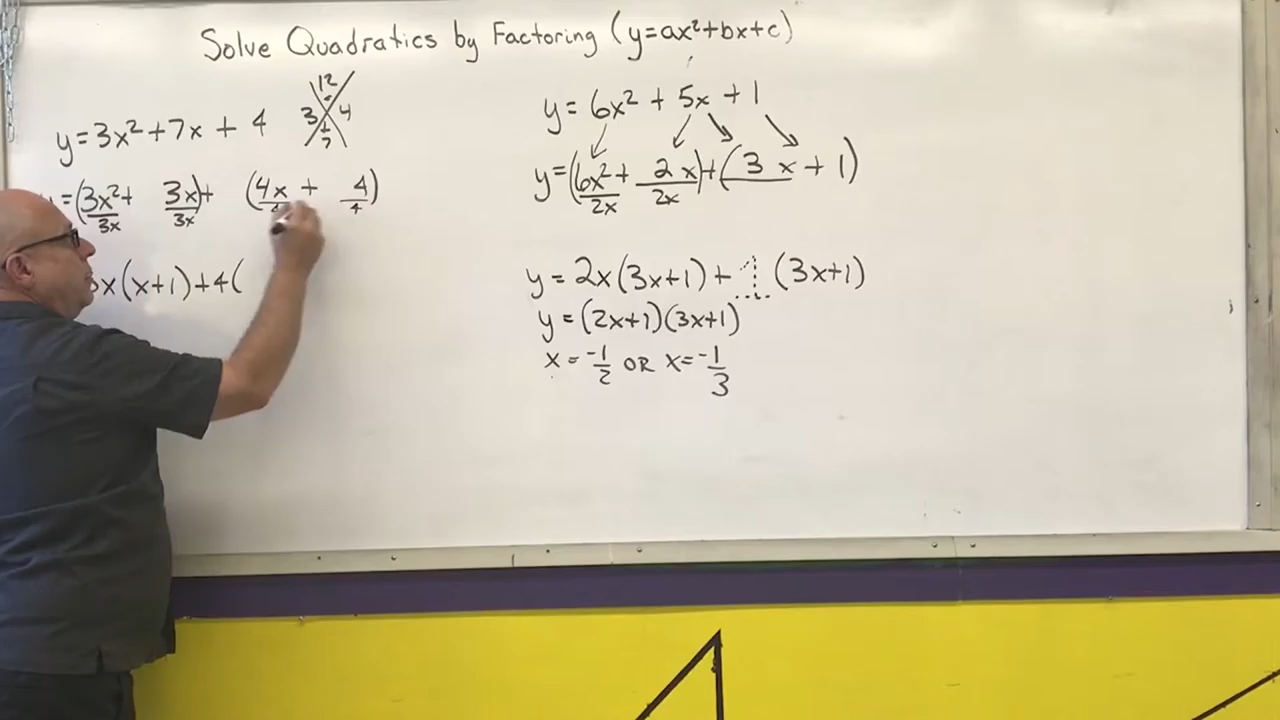 Solve Quadratics by Factoring (y=ax²+bx+c)
y=3x²+7x + 4
12
3 4
+
7
=(3x²+ 3x)+ (4x + 4)
3x 3x 4
x(x+1)+4(
y = 6x² + 5x + 1
y=(6x²+ 2x)+(3x + 1)
2x 2x
y = 2x(3x+1) + 1 (3x+1)
y = (2x+1)(3x+1)
x = -1/2 OR x = -1/3